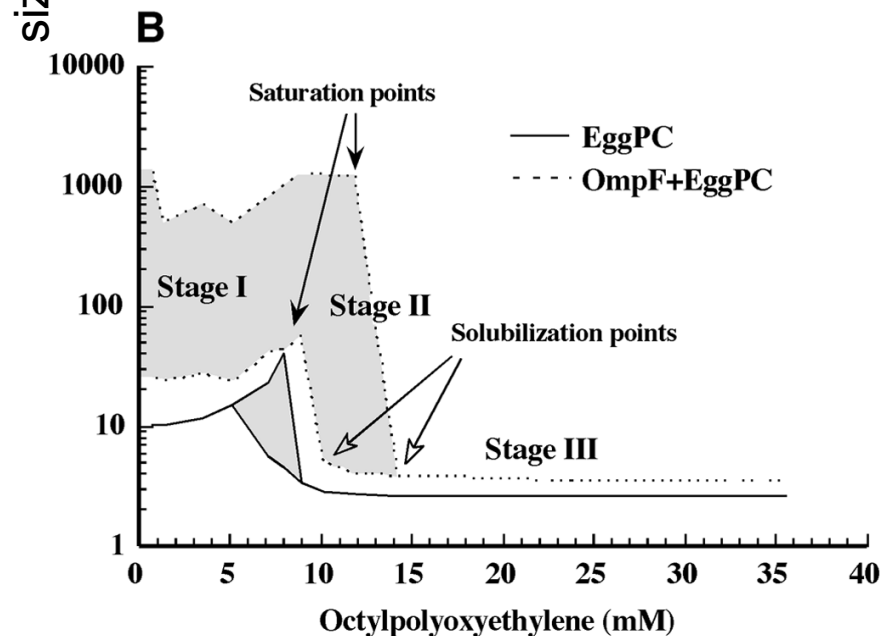 siz
B
10000
Saturation points
EggPC
OmpF+EggPC
1000
Stage I
Stage II
100
Solubilization points
10
Stage III
1
0 5 10 15 20 25 30 35 40
Octylpolyoxyethylene (mM)